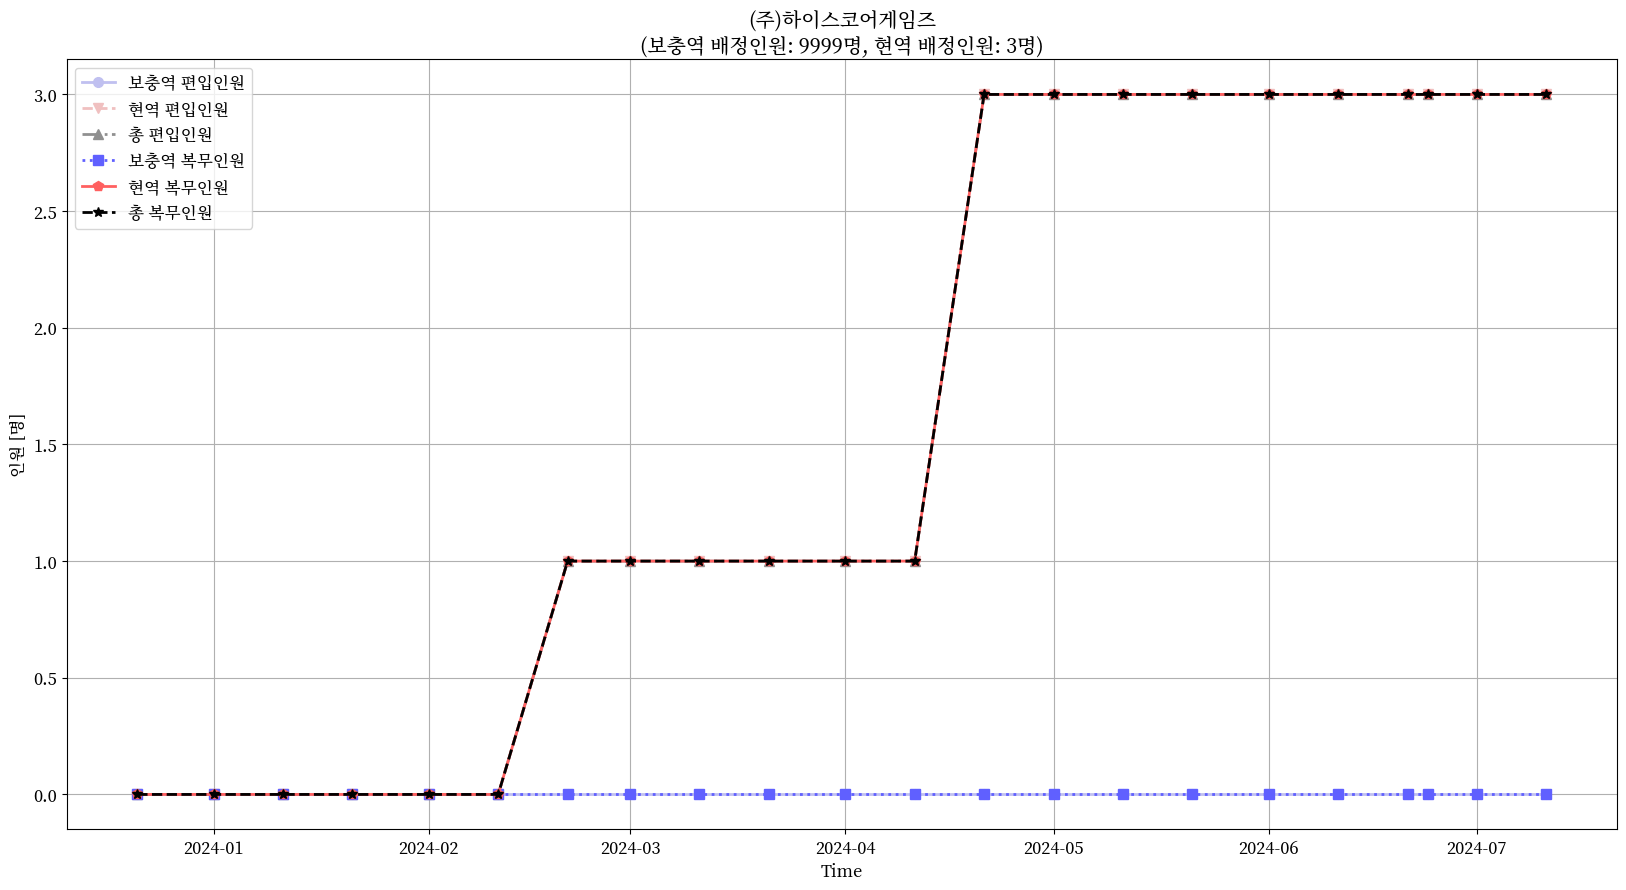 (주)하이스코어게임즈
(보충역 배정인원: 9999명, 현역 배정인원: 3명)
보충역 편입인원
현역 편입인원
총 편입인원
보충역 복무인원
현역 복무인원
총 복무인원
3.0
2.5
2.0
1.5
1.0
0.5
0.0
인원 [명]
2024-01
2024-02
2024-03
2024-04
2024-05
2024-06
2024-07
Time